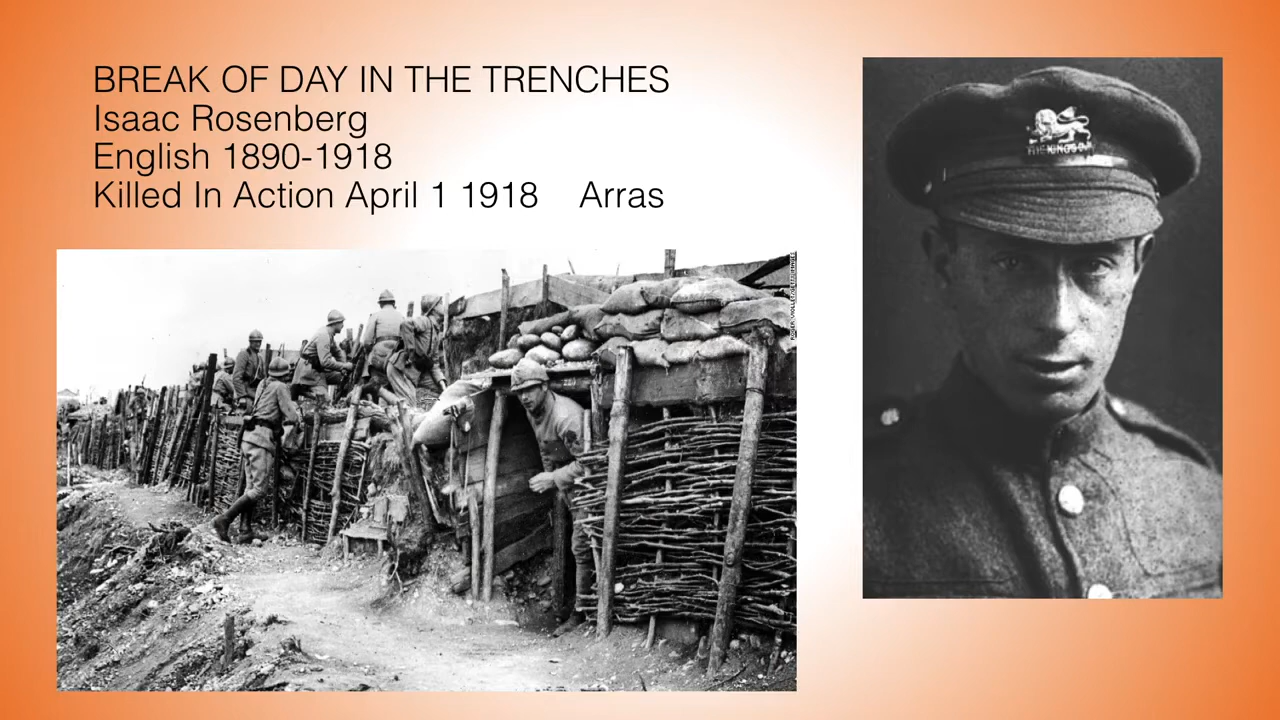 BREAK OF DAY IN THE TRENCHES
Isaac Rosenberg
English 1890-1918
Killed In Action April 1 1918 Arras